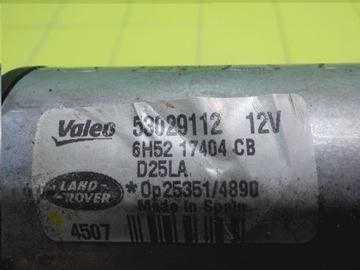 Valeo 53029112 12V
6H52 17404 CB
D25LA
LAND-
-ROVER
*Op25351/4890
Made in Spain
4507